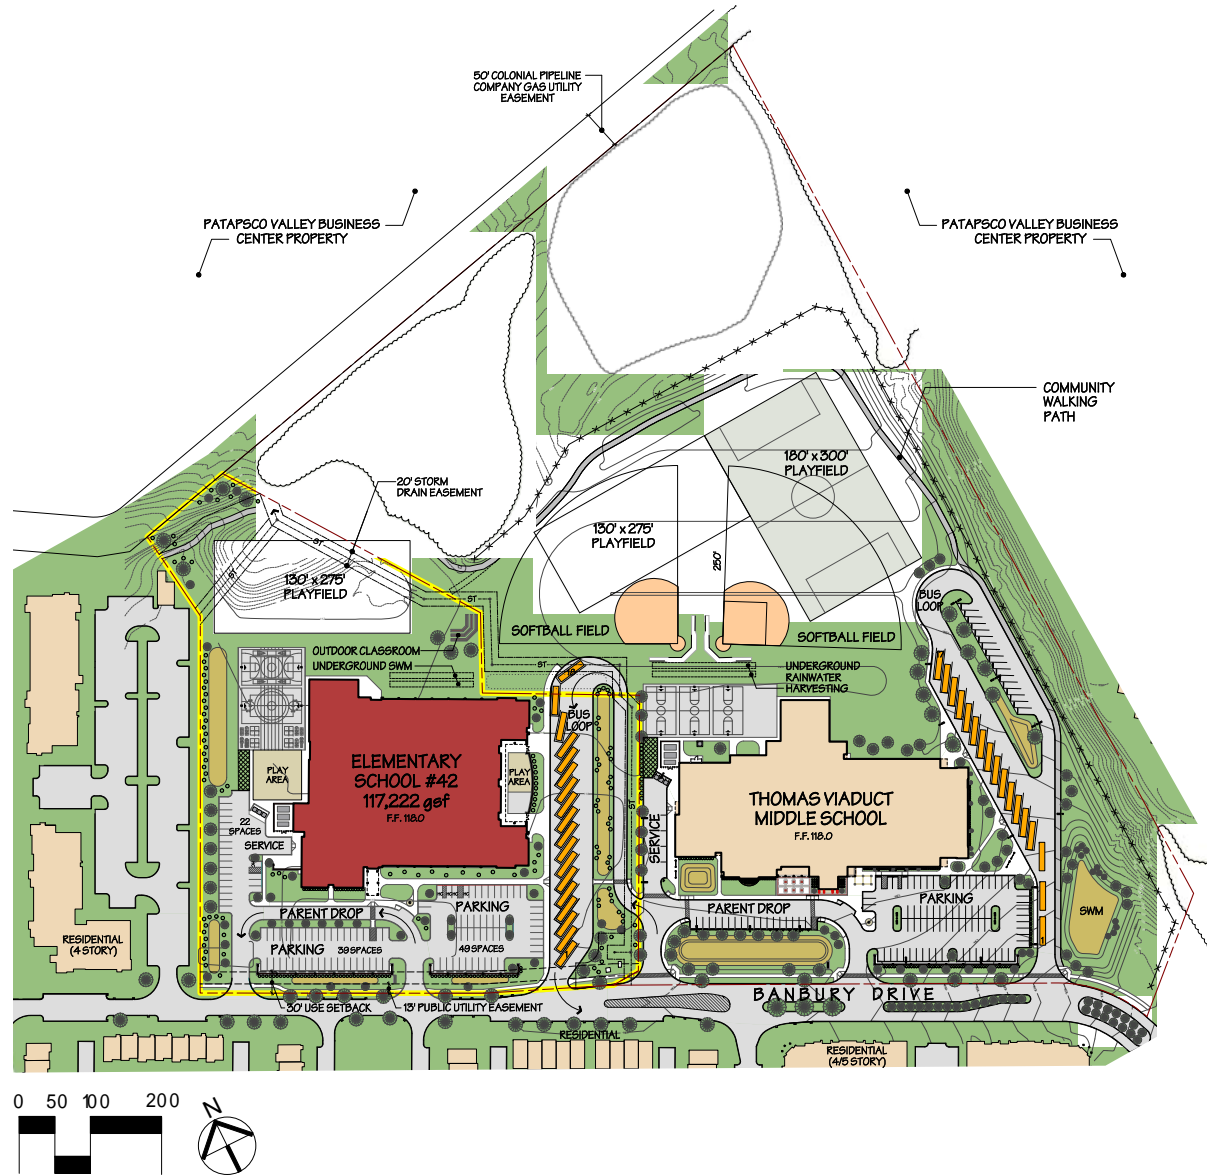 50' COLONIAL PIPELINE
COMPANY GAS UTILITY
EASEMENT
PATAPSCO VALLEY BUSINESS
CENTER PROPERTY
PATAPSCO VALLEY BUSINESS
CENTER PROPERTY
COMMUNITY
WALKING
PATH
180' x 300'
PLAYFIELD
20' STORM
DRAIN EASEMENT
130' x 275'
PLAYFIELD
250'
ST
ST
130' x 275'
PLAYFIELD
ST
BUS
LOOP
SOFTBALL FIELD
SOFTBALL FIELD
OUTDOOR CLASSROOM
UNDERGROUND SWM
ST
UNDERGROUND
RAINWATER
HARVESTING
BUS
LOOP
ELEMENTARY
SCHOOL #42
117,222 gsf
F.F. 118.0
PLAY
AREA
PLAY
AREA
THOMAS VIADUCT
MIDDLE SCHOOL
F.F. 118.0
ST
22
SPACES
SERVICE
SERVICE
PARKING
PARENT DROP
PARKING
39 SPACES
49 SPACES
PARENT DROP
PARKING
SWM
RESIDENTIAL
(4 STORY)
30' USE SETBACK
13' PUBLIC UTILITY EASEMENT
BANBURY DRIVE
RESIDENTIAL
RESIDENTIAL
(4/5 STORY)
0 50 100 200
N